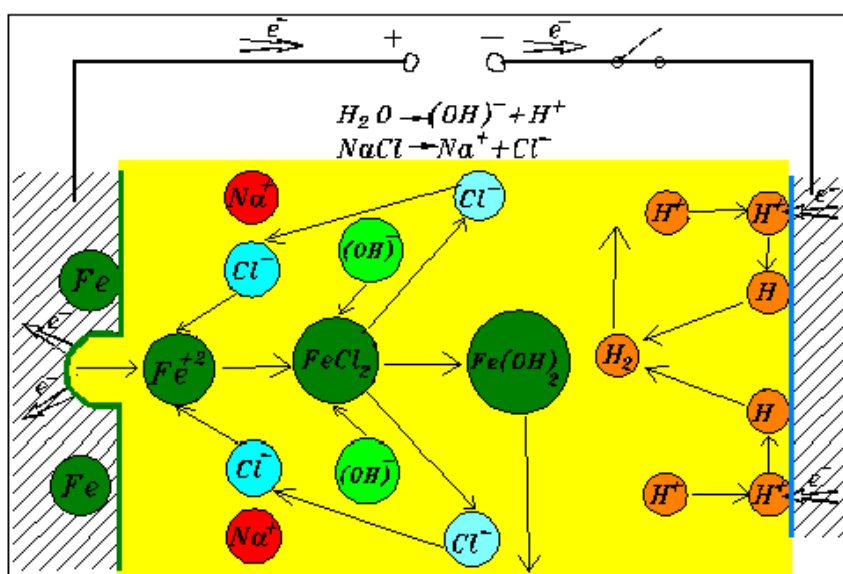 e⁻ + − e⁻
H₂O → (OH)⁻ + H⁺
NaCl → Na⁺ + Cl⁻
Na⁺ Cl⁻ H⁺ H⁺ e⁻
Cl⁻ (OH)⁻
Fe H
e⁻
Fe⁺² FeCl₂ Fe(OH)₂ H₂
e⁻
H
Cl⁻ (OH)⁻
Fe H⁺ H⁺ e⁻
Na⁺ Cl⁻